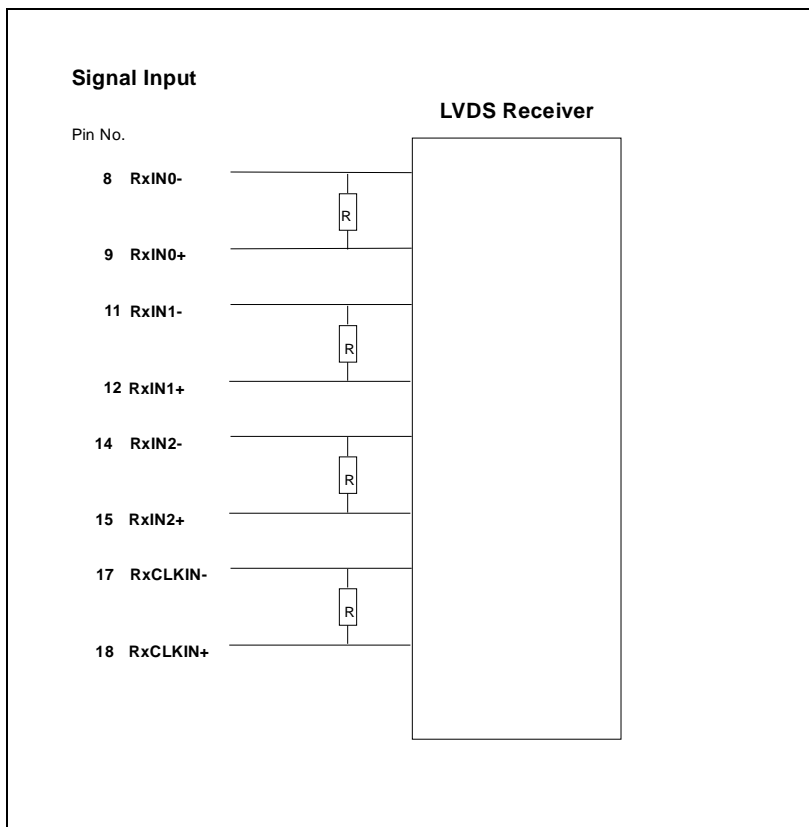 Signal Input
LVDS Receiver
Pin No.
8 RxIN0-
R
9 RxIN0+
11 RxIN1-
R
12 RxIN1+
14 RxIN2-
R
15 RxIN2+
17 RxCLKIN-
R
18 RxCLKIN+